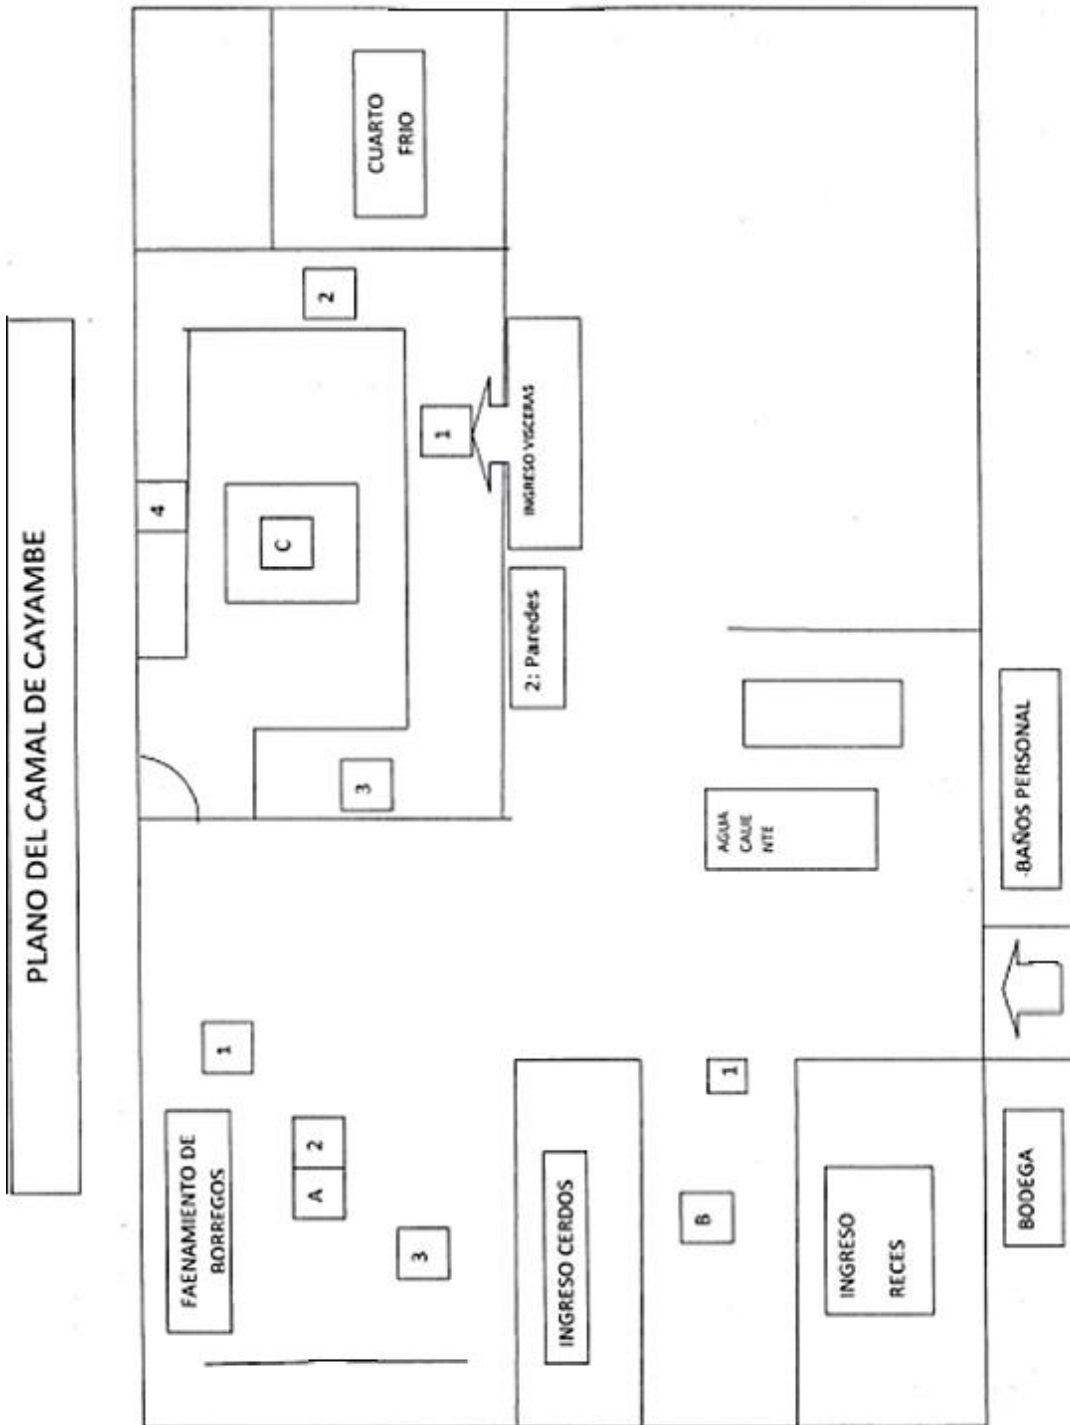 PLANO DEL CAMAL DE CAYAMBE
FAENAMIENTO DE
BORREGOS
1
A
2
3
4
C
2
1
3
CUARTO
FRIO
INGRESO VISCERAS
2: Paredes
INGRESO CERDOS
B
1
AGUA
CALIE
NTE
INGRESO
RECES
BODEGA
-BAÑOS PERSONAL